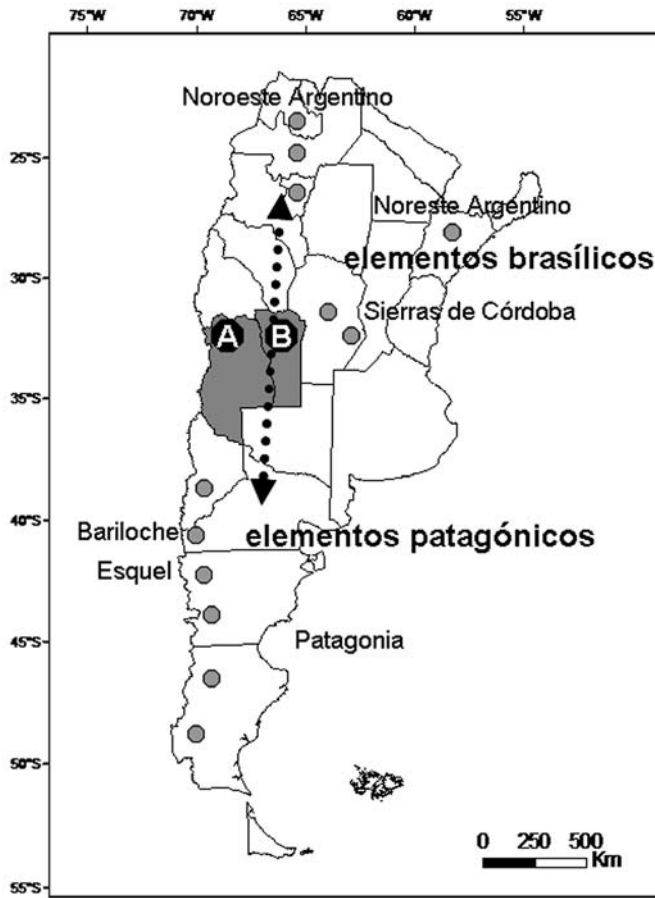 75°W 70°W 65°W 60°W 55°W
Noroeste Argentino
25°S
Noreste Argentino
elementos brasílicos
30°S
Sierras de Córdoba
A B
35°S
40°S
Bariloche
elementos patagónicos
Esquel
Patagonia
45°S
50°S
0 250 500
Km
55°S